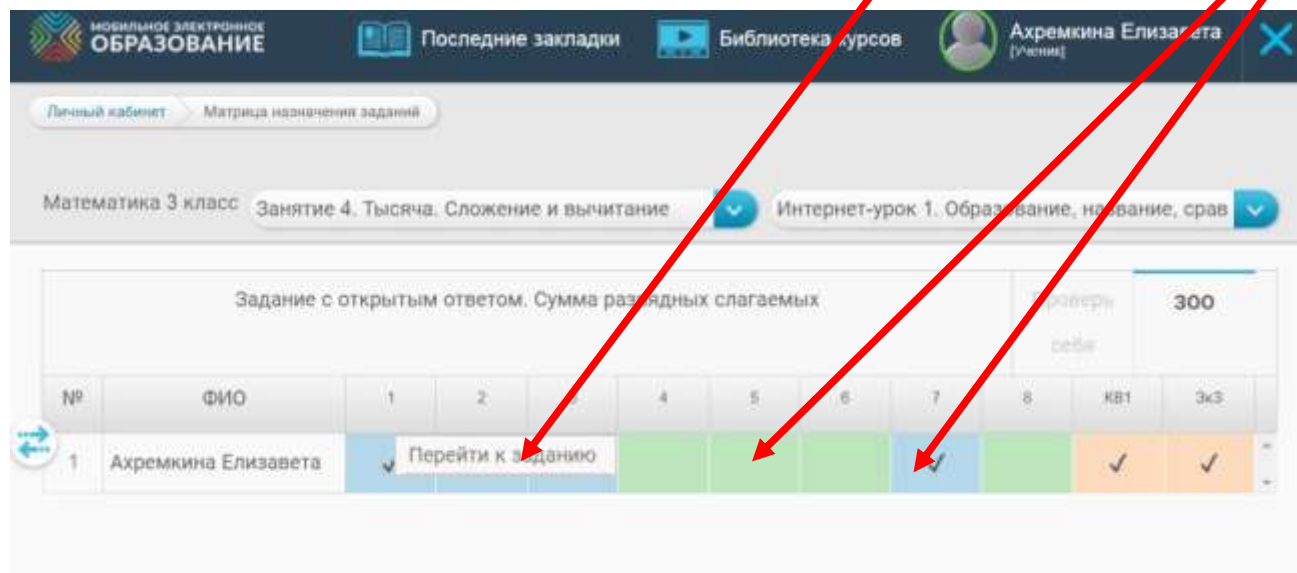 МОБИЛЬНОЕ ЭЛЕКТРОННОЕ
ОБРАЗОВАНИЕ
Последние закладки
Библиотека курсов
Ахремкина Елизавета
[Ученик]
Личный кабинет
Матрица назначения заданий
Математика 3 класс
Занятие 4. Тысяча. Сложение и вычитание
Интернет-урок 1. Образование, название, срав
Задание с открытым ответом. Сумма разрядных слагаемых
Проверь
себя
300
№ ФИО 1 2 3 4 5 6 7 8 КВ1 ЗкЗ
1 Ахремкина Елизавета ✓ Перейти к заданию ✓ ✓ ✓